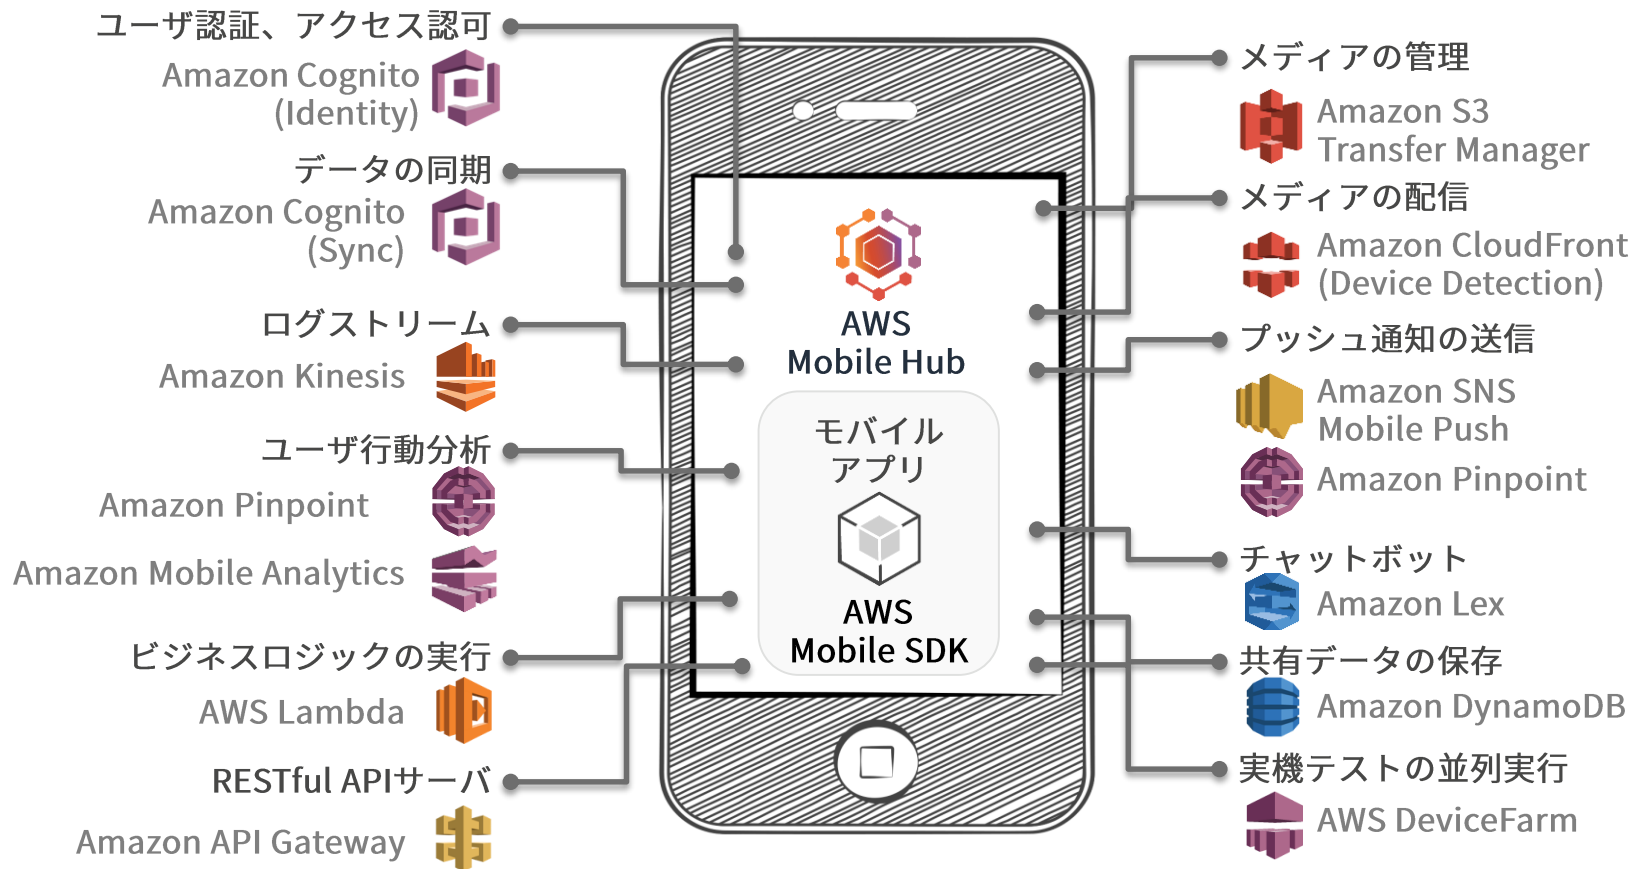 ユーザ認証、アクセス認可
Amazon Cognito
(Identity)
データの同期
Amazon Cognito
(Sync)
ログストリーム
Amazon Kinesis
ユーザ行動分析
Amazon Pinpoint
Amazon Mobile Analytics
ビジネスロジックの実行
AWS Lambda
RESTful APIサーバ
Amazon API Gateway
AWS
Mobile Hub
モバイル
アプリ
AWS
Mobile SDK
メディアの管理
Amazon S3
Transfer Manager
メディアの配信
Amazon CloudFront
(Device Detection)
プッシュ通知の送信
Amazon SNS
Mobile Push
Amazon Pinpoint
チャットボット
Amazon Lex
共有データの保存
Amazon DynamoDB
実機テストの並列実行
AWS DeviceFarm